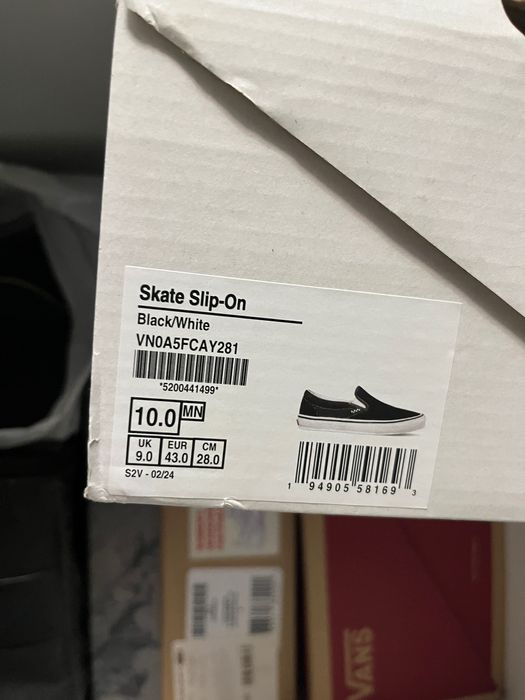 Skate Slip-On
Black/White
VN0A5FCAY281
*5200441499*
10.0 MN
UK EUR CM
9.0 43.0 28.0
S2V - 02/24
1 94905 58169 3
VANS